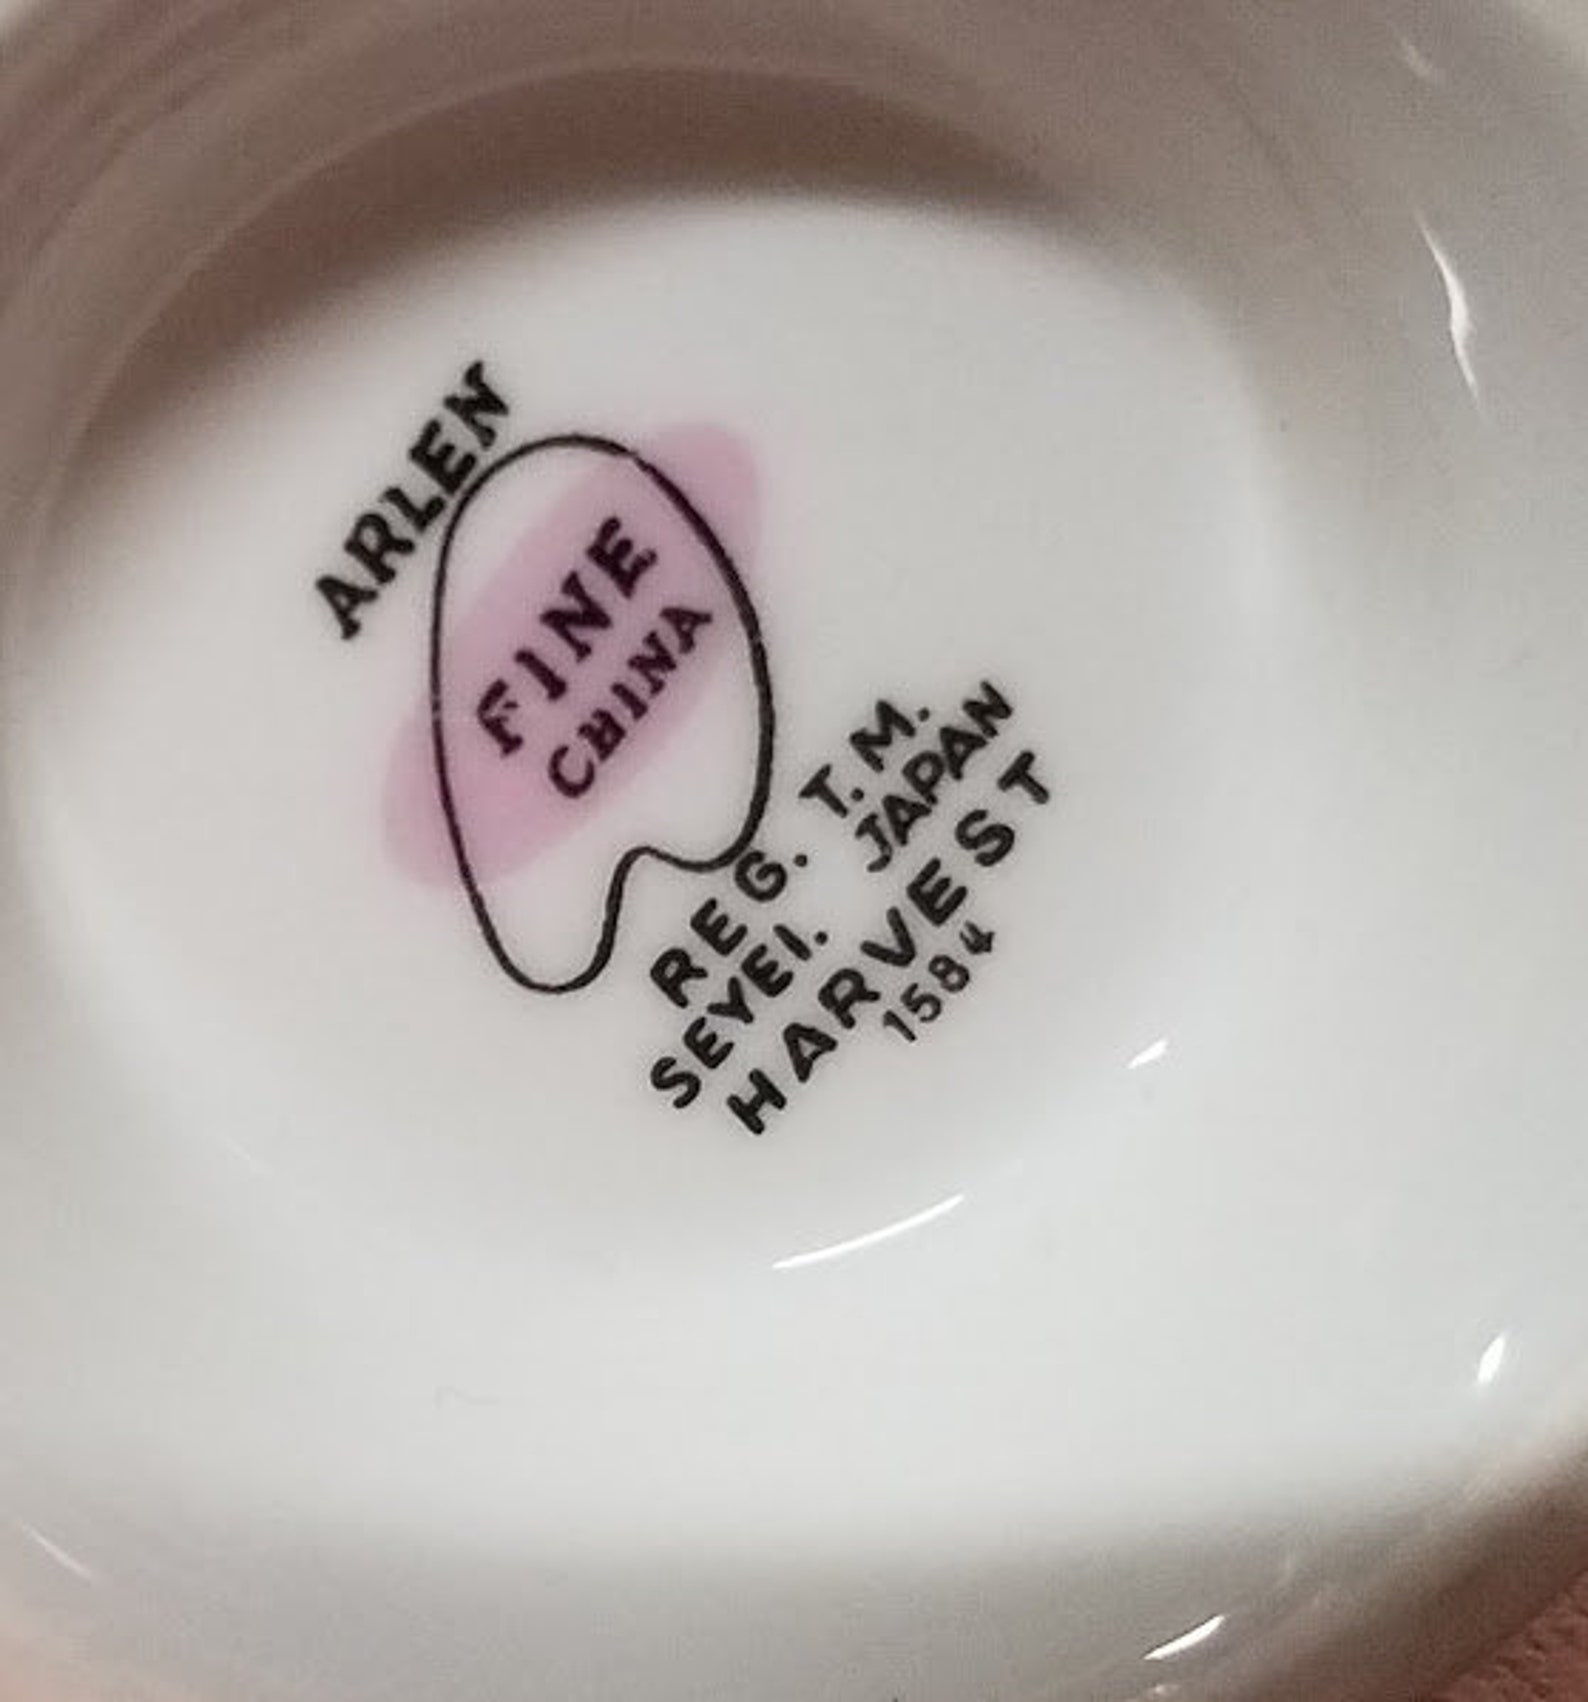 ARLEN
FINE
CHINA
REG. T.M.
SEYEI. JAPAN
HARVEST
1584